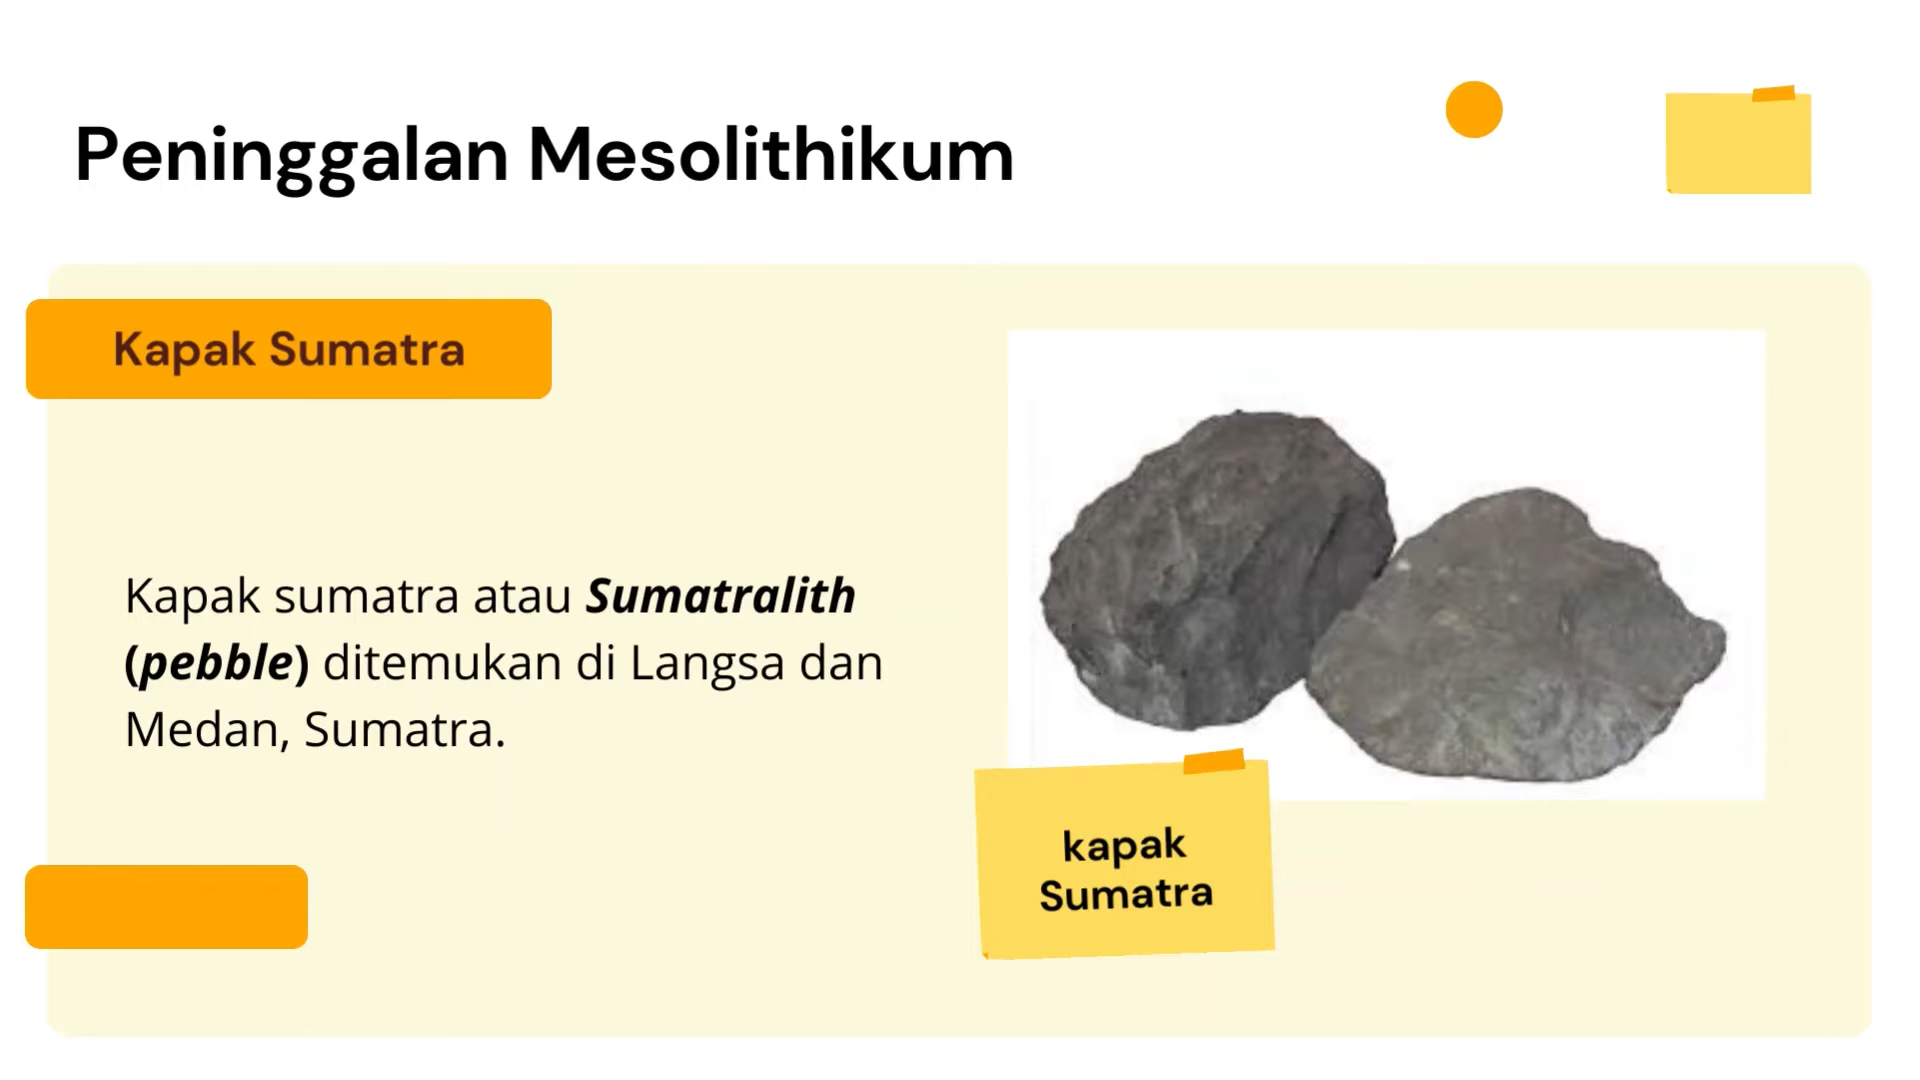 Peninggalan Mesolithikum
Kapak Sumatra
Kapak sumatra atau Sumatralith
(pebble) ditemukan di Langsa dan
Medan, Sumatra.
kapak
Sumatra